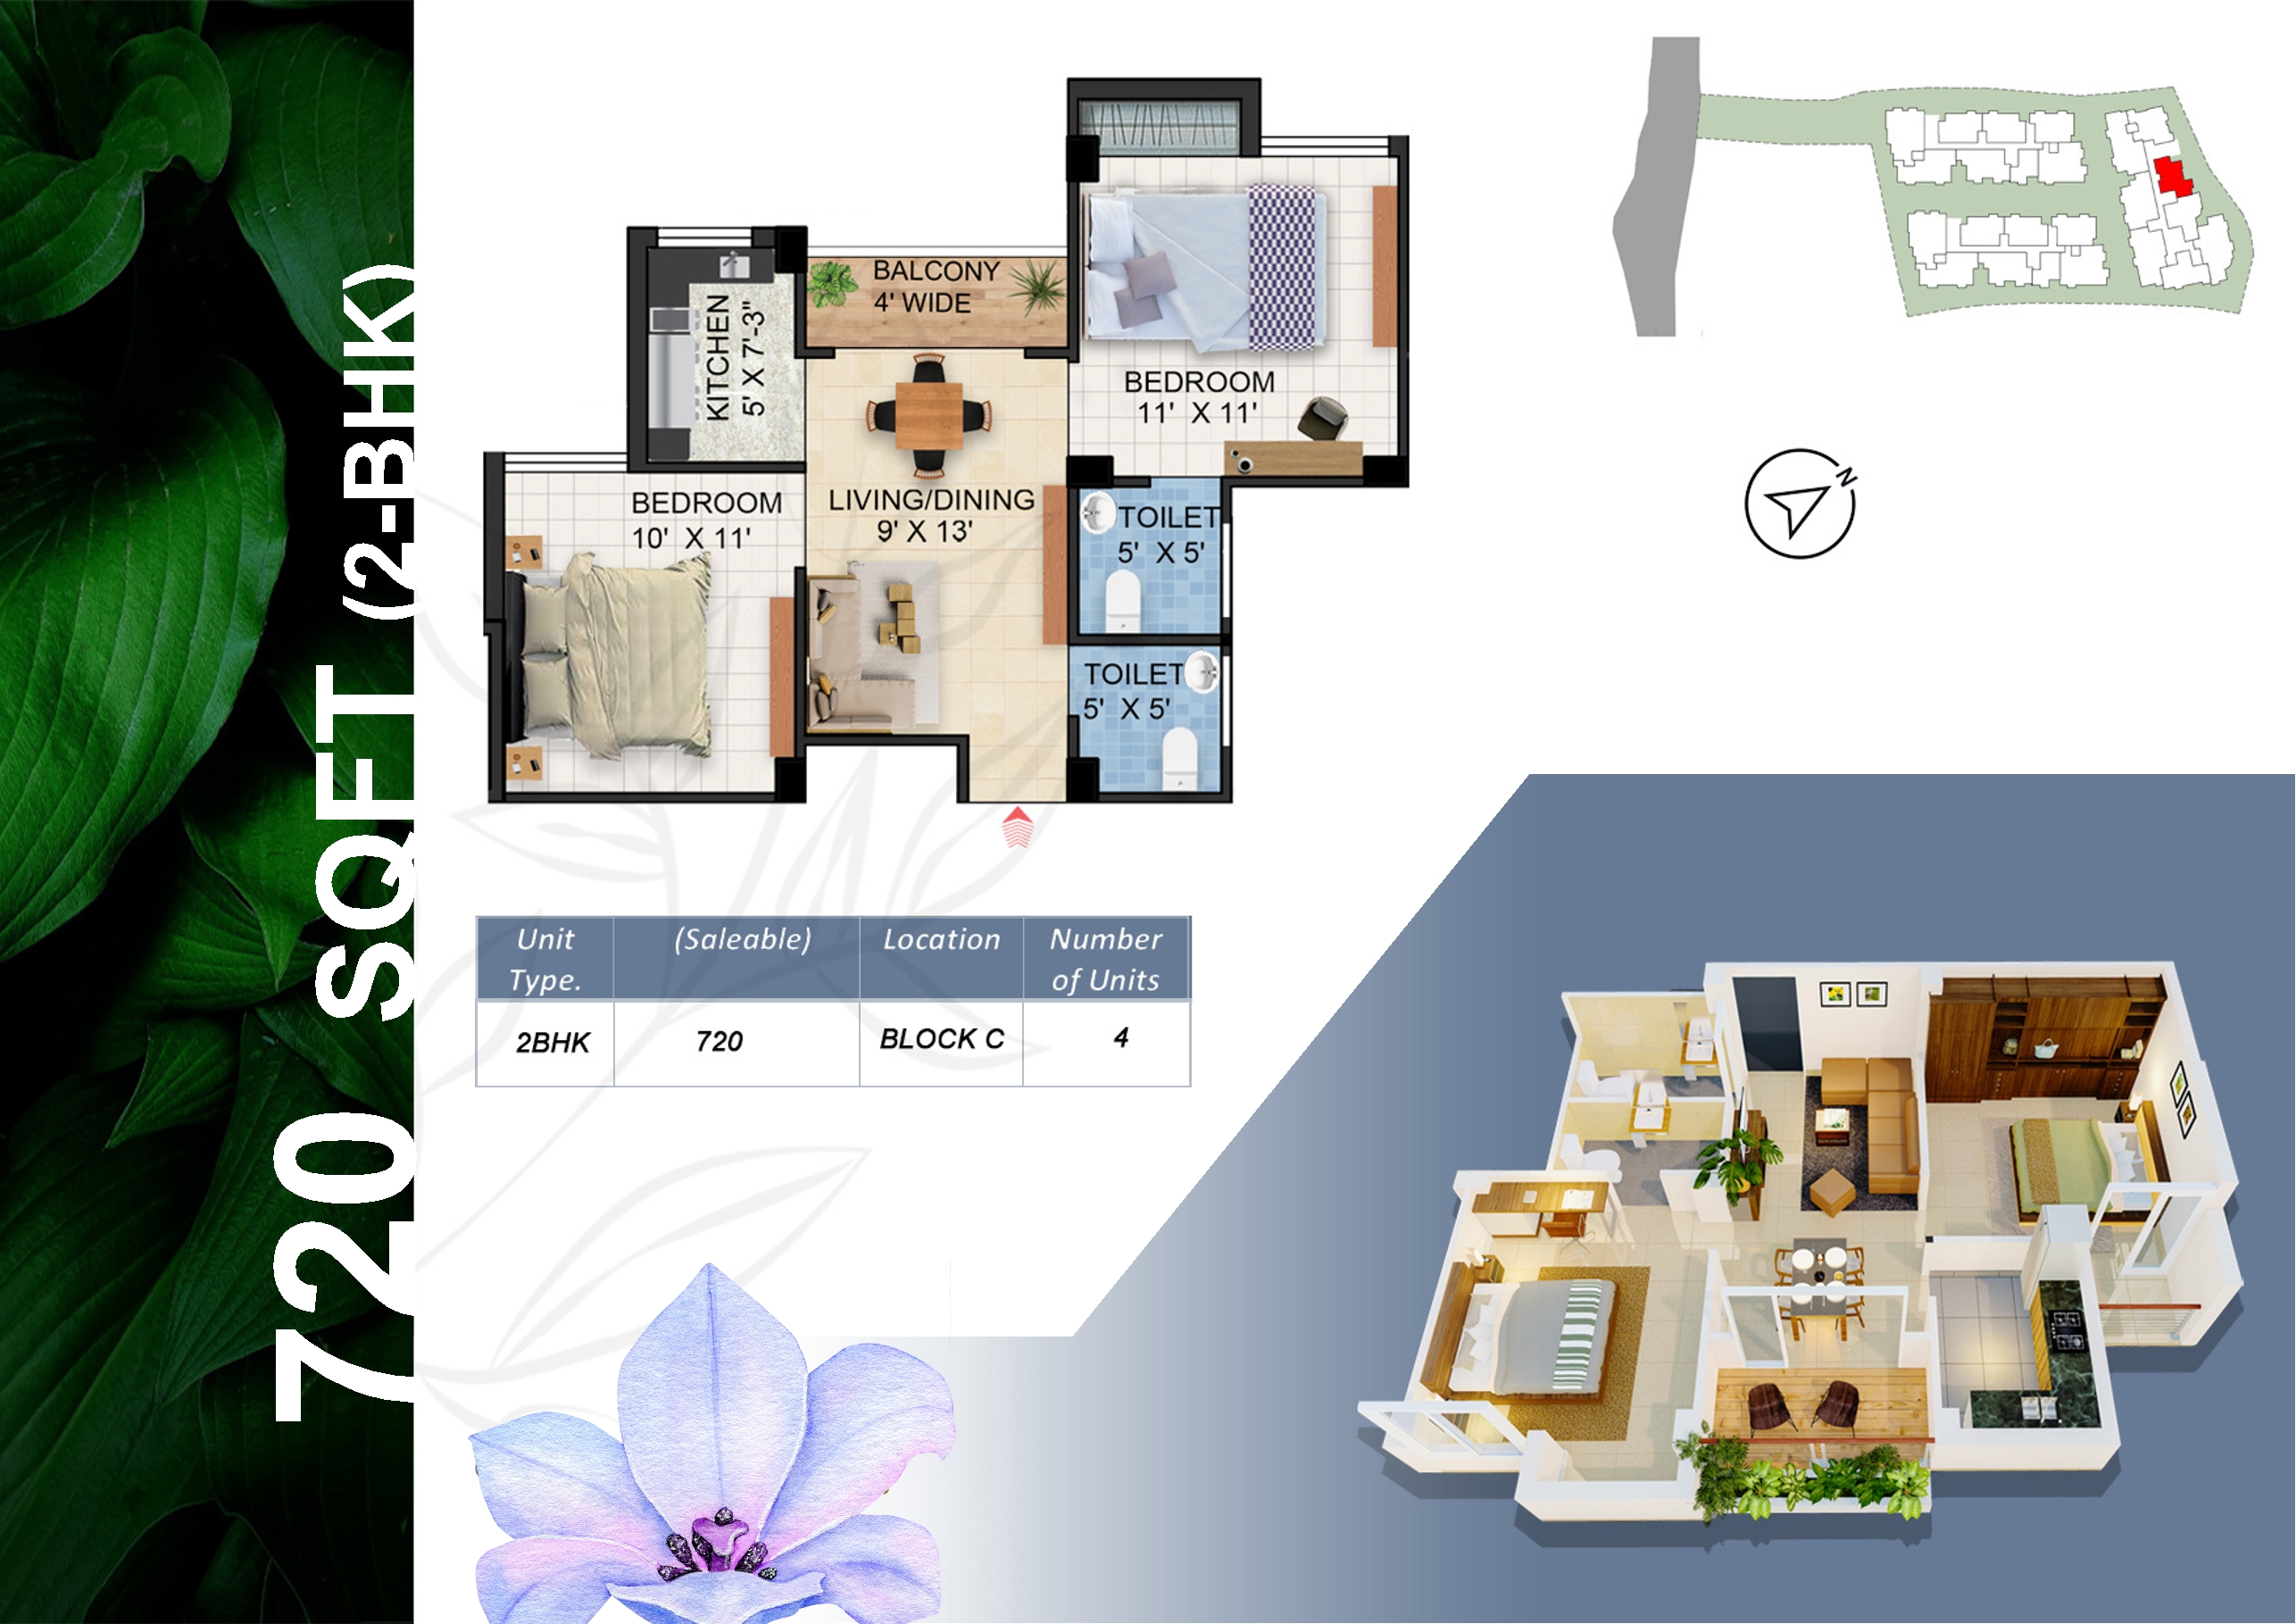 720 SQFT (2-BHK)
BALCONY
4' WIDE
KITCHEN
5' X 7'-3"
BEDROOM
11' X 11'
BEDROOM
10' X 11'
LIVING/DINING
9' X 13'
TOILET
5' X 5'
TOILET
5' X 5'
N
Unit Type. (Saleable) Location Number of Units
2BHK 720 BLOCK C 4